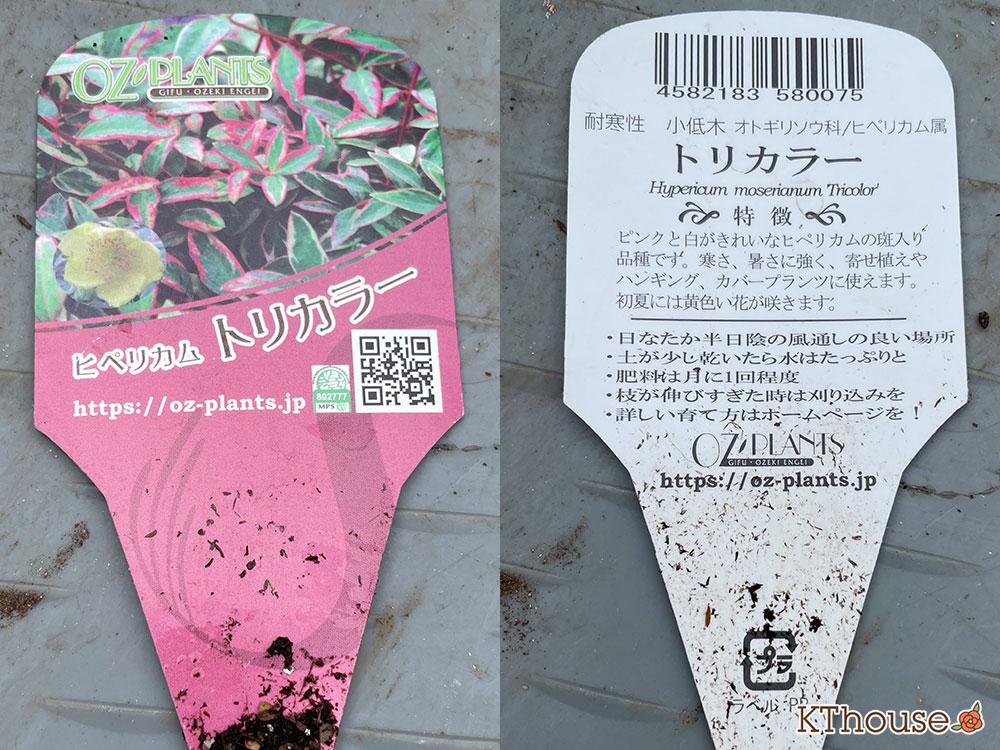 OZ PLANTS
GIFU・OZEKI ENGEI
ヒペリカム トリカラー
https://oz-plants.jp
802777
MPS
4582183 580075
耐寒性 小低木 オトギリソウ科/ヒペリカム属
トリカラー
Hypericum moserianum Tricolor'
特徴
ピンクと白がきれいなヒペリカムの斑入り
品種です。寒さ、暑さに強く、寄せ植えや
ハンギング、カバープランツに使えます。
初夏には黄色い花が咲きます。
・日なたか半日陰の風通しの良い場所
・土が少し乾いたら水はたっぷりと
・肥料は月に1回程度
・枝が伸びすぎた時は刈り込みを
・詳しい育て方はホームページを！
OZ PLANTS
GIFU・OZEKI ENGEI
https://oz-plants.jp
プラ
ラベル:PP
KThouse